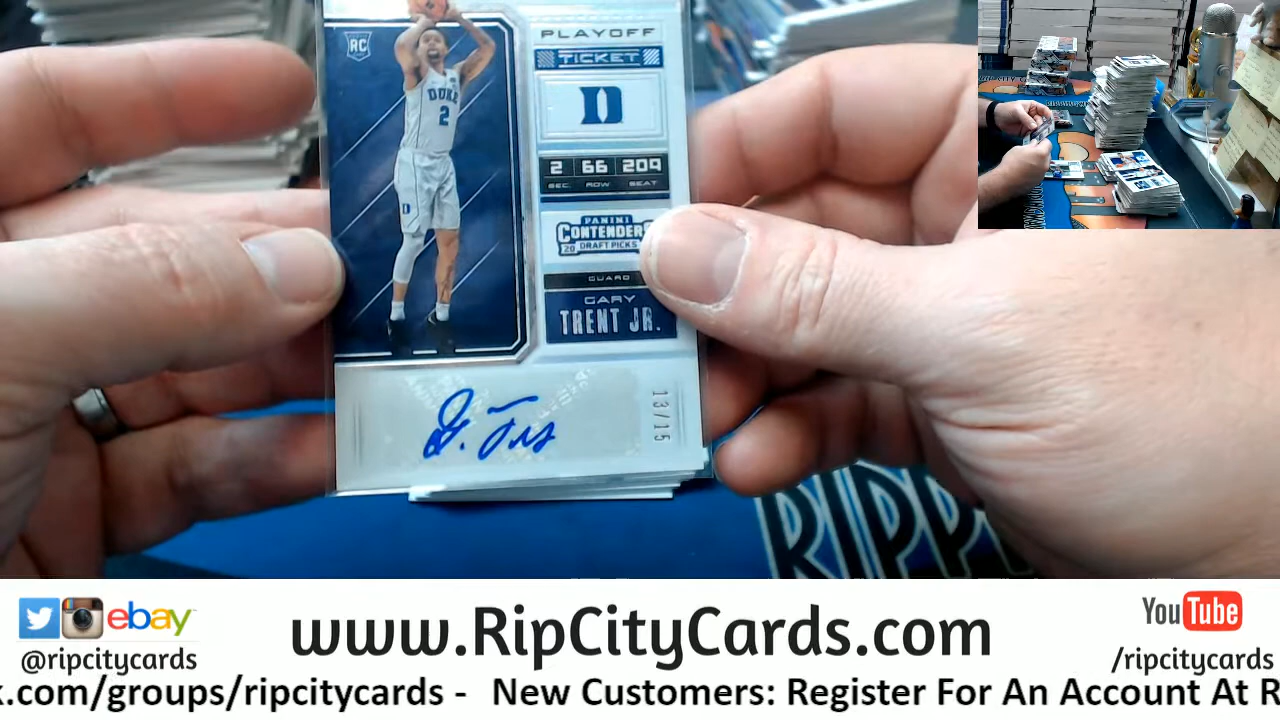 RC
PLAYOFF
TICKET
D
DUKE
2
2 66 209
SEC. ROW SEAT
PANINI
CONTENDERS
20 DRAFT PICKS
GUARD
GARY
TRENT JR.
13/15
RIPP
ebay
www.RipCityCards.com
YouTube
@ripcitycards
/ripcitycards
k.com/groups/ripcitycards - New Customers: Register For An Account At R